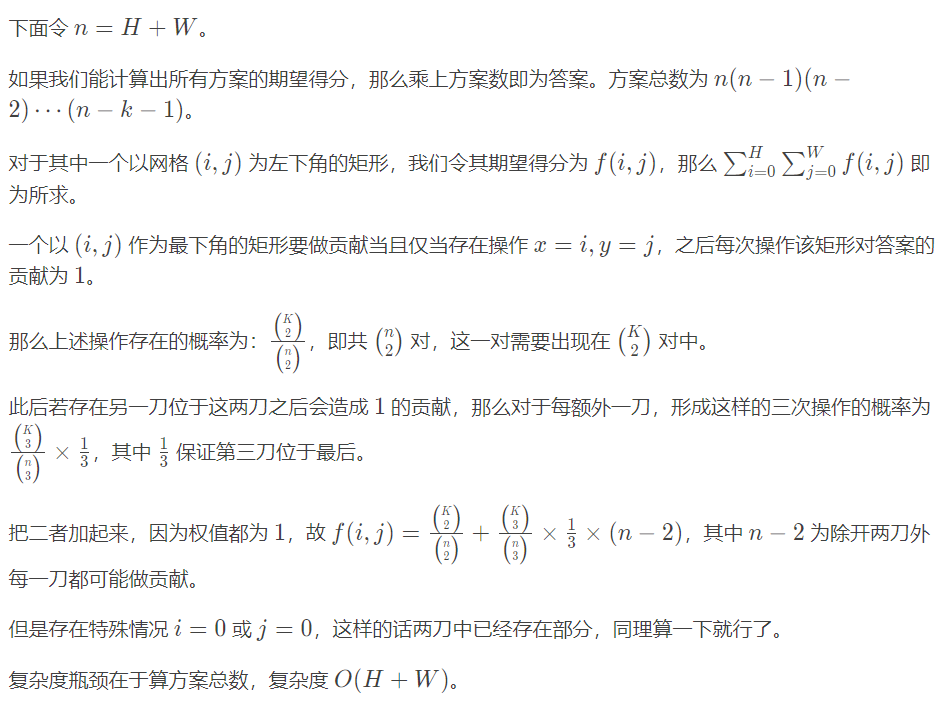 下面令 n = H + W。
如果我们能计算出所有方案的期望得分，那么乘上方案数即为答案。方案总数为 n(n − 1)(n −
2) ⋯ (n − k − 1)。
对于其中一个以网格 (i, j) 为左下角的矩形，我们令其期望得分为 f(i, j)，那么 \sum_{i=0}^{H} \sum_{j=0}^{W} f(i, j) 即
为所求。
一个以 (i, j) 作为最下角的矩形要做贡献当且仅当存在操作 x = i, y = j，之后每次操作该矩形对答案的
贡献为 1。
那么上述操作存在的概率为：\frac{\binom{K}{2}}{\binom{n}{2}}，即共 \binom{n}{2} 对，这一对需要出现在 \binom{K}{2} 对中。
此后若存在另一刀位于这两刀之后会造成 1 的贡献，那么对于每额外一刀，形成这样的三次操作的概率为
\frac{\binom{K}{3}}{\binom{n}{3}} × \frac{1}{3}，其中 \frac{1}{3} 保证第三刀位于最后。
把二者加起来，因为权值都为 1，故 f(i, j) = \frac{\binom{K}{2}}{\binom{n}{2}} + \frac{\binom{K}{3}}{\binom{n}{3}} × \frac{1}{3} × (n − 2)，其中 n − 2 为除开两刀外
每一刀都可能做贡献。
但是存在特殊情况 i = 0 或 j = 0，这样的话两刀中已经存在部分，同理算一下就行了。
复杂度瓶颈在于算方案总数，复杂度 O(H + W)。